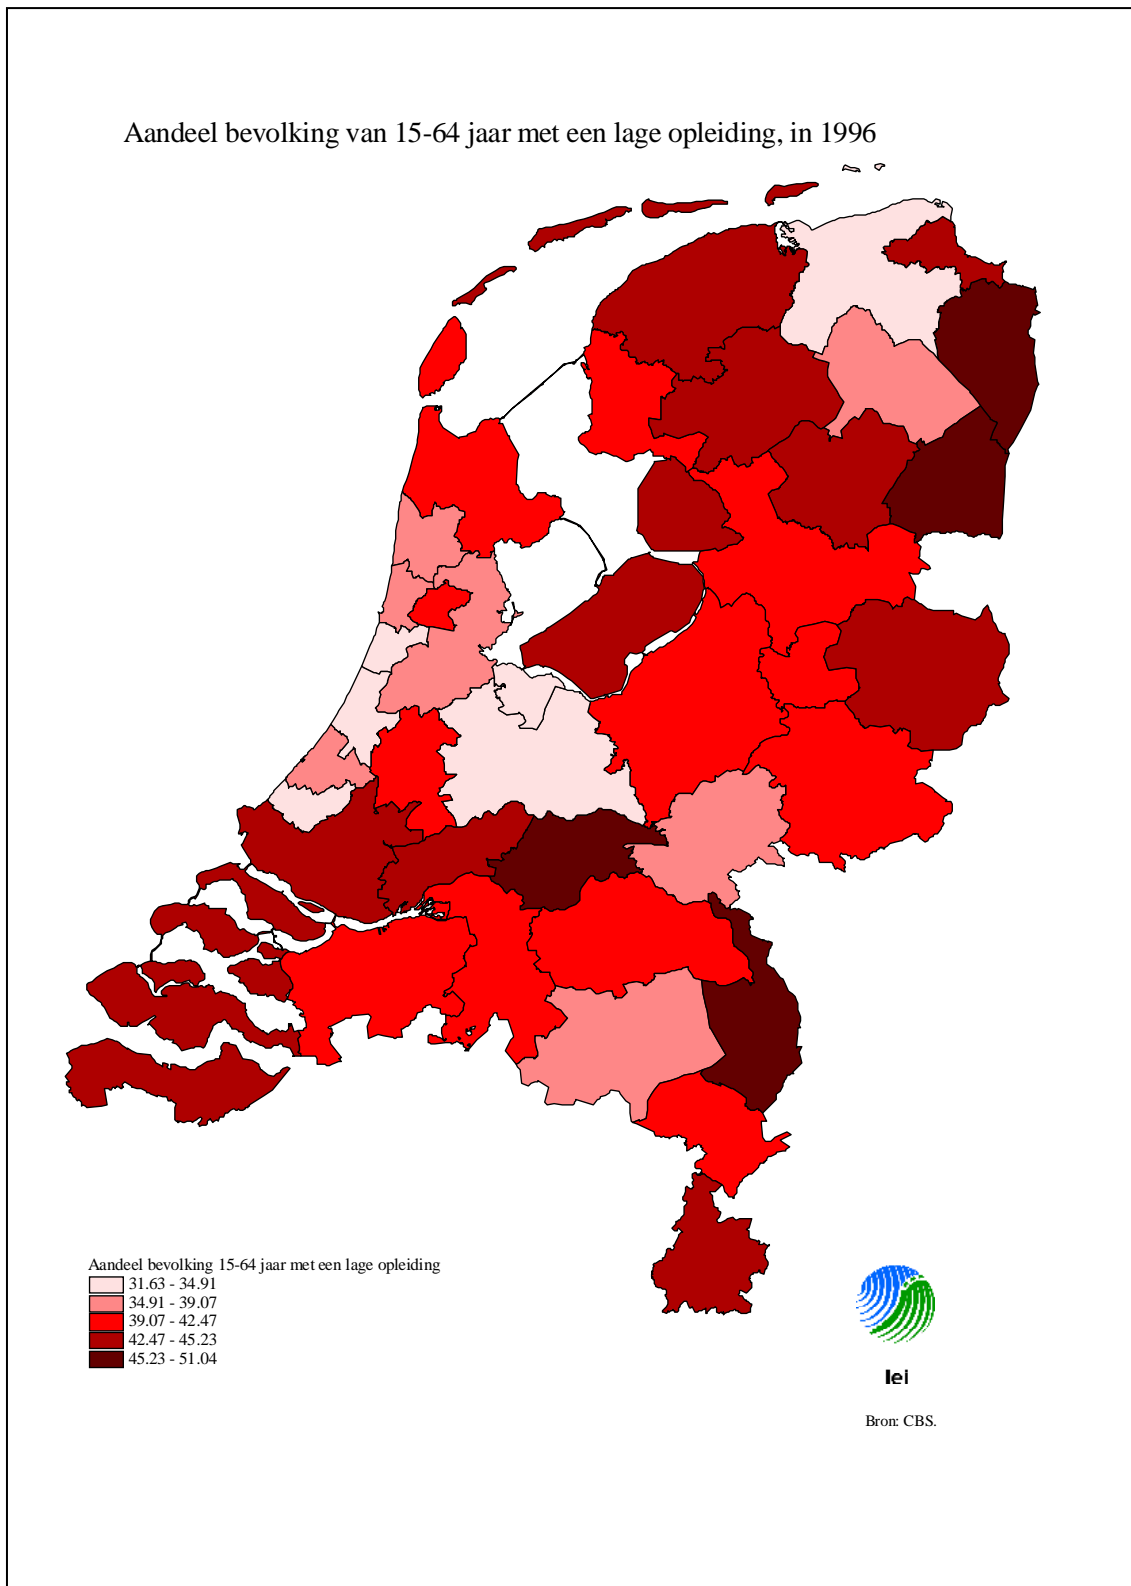 Aandeel bevolking van 15-64 jaar met een lage opleiding, in 1996
Aandeel bevolking 15-64 jaar met een lage opleiding
31.63 - 34.91
34.91 - 39.07
39.07 - 42.47
42.47 - 45.23
45.23 - 51.04
lei
Bron: CBS.